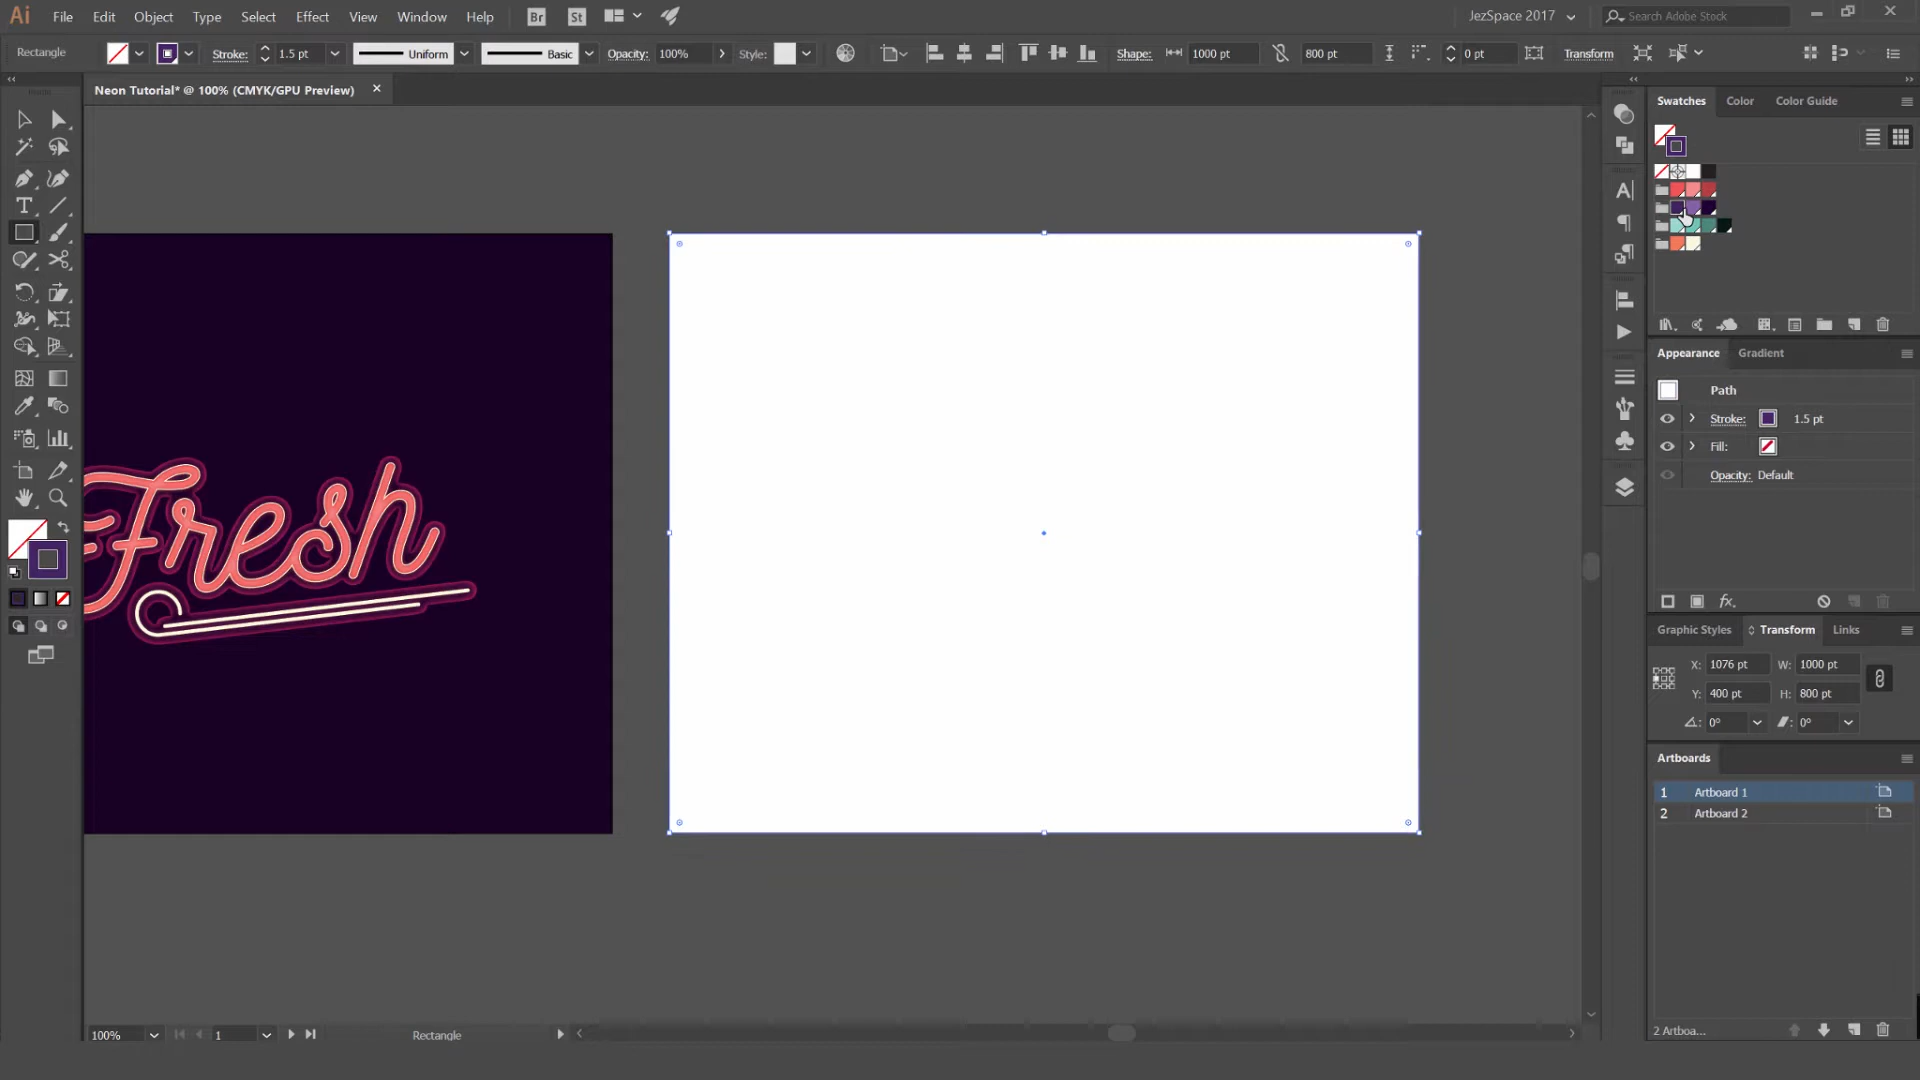 Ai File Edit Object Type Select Effect View Window Help Br St JezSpace 2017 Search Adobe Stock
Rectangle Stroke: 1.5 pt Uniform Basic Opacity: 100% Style: Shape: 1000 pt 800 pt 0 pt Transform
Neon Tutorial* @ 100% (CMYK/GPU Preview) ×
Swatches Color Color Guide
Appearance Gradient
Path
Stroke: 1.5 pt
Fill:
Opacity: Default
fx.
Graphic Styles Transform Links
X: 1076 pt W: 1000 pt
Y: 400 pt H: 800 pt
0° 0°
Artboards
1 Artboard 1
2 Artboard 2
2 Artboa...
Fresh
100% 1 Rectangle